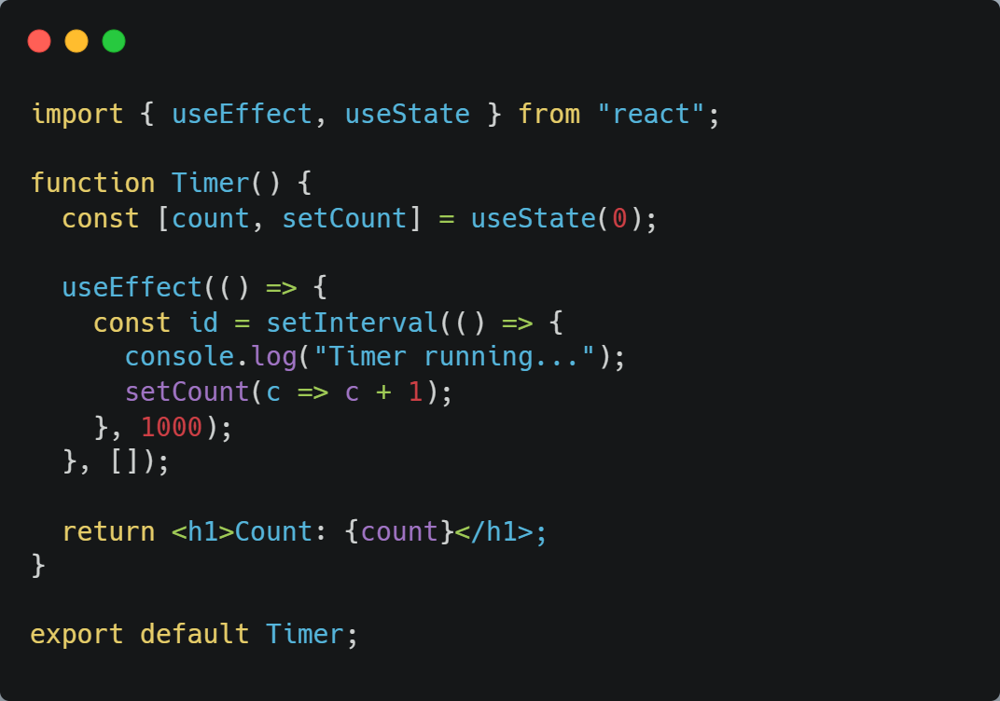 import { useEffect, useState } from "react";

function Timer() {
  const [count, setCount] = useState(0);

  useEffect(() => {
    const id = setInterval(() => {
      console.log("Timer running...");
      setCount(c => c + 1);
    }, 1000);
  }, []);

  return <h1>Count: {count}</h1>;
}

export default Timer;